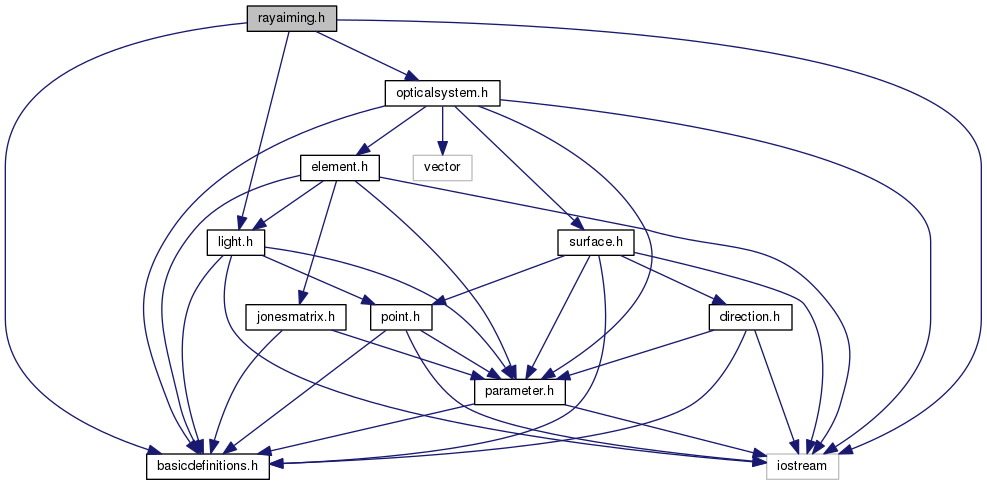 rayaiming.h
opticalsystem.h
element.h
vector
light.h
surface.h
jonesmatrix.h
point.h
direction.h
parameter.h
basicdefinitions.h
iostream